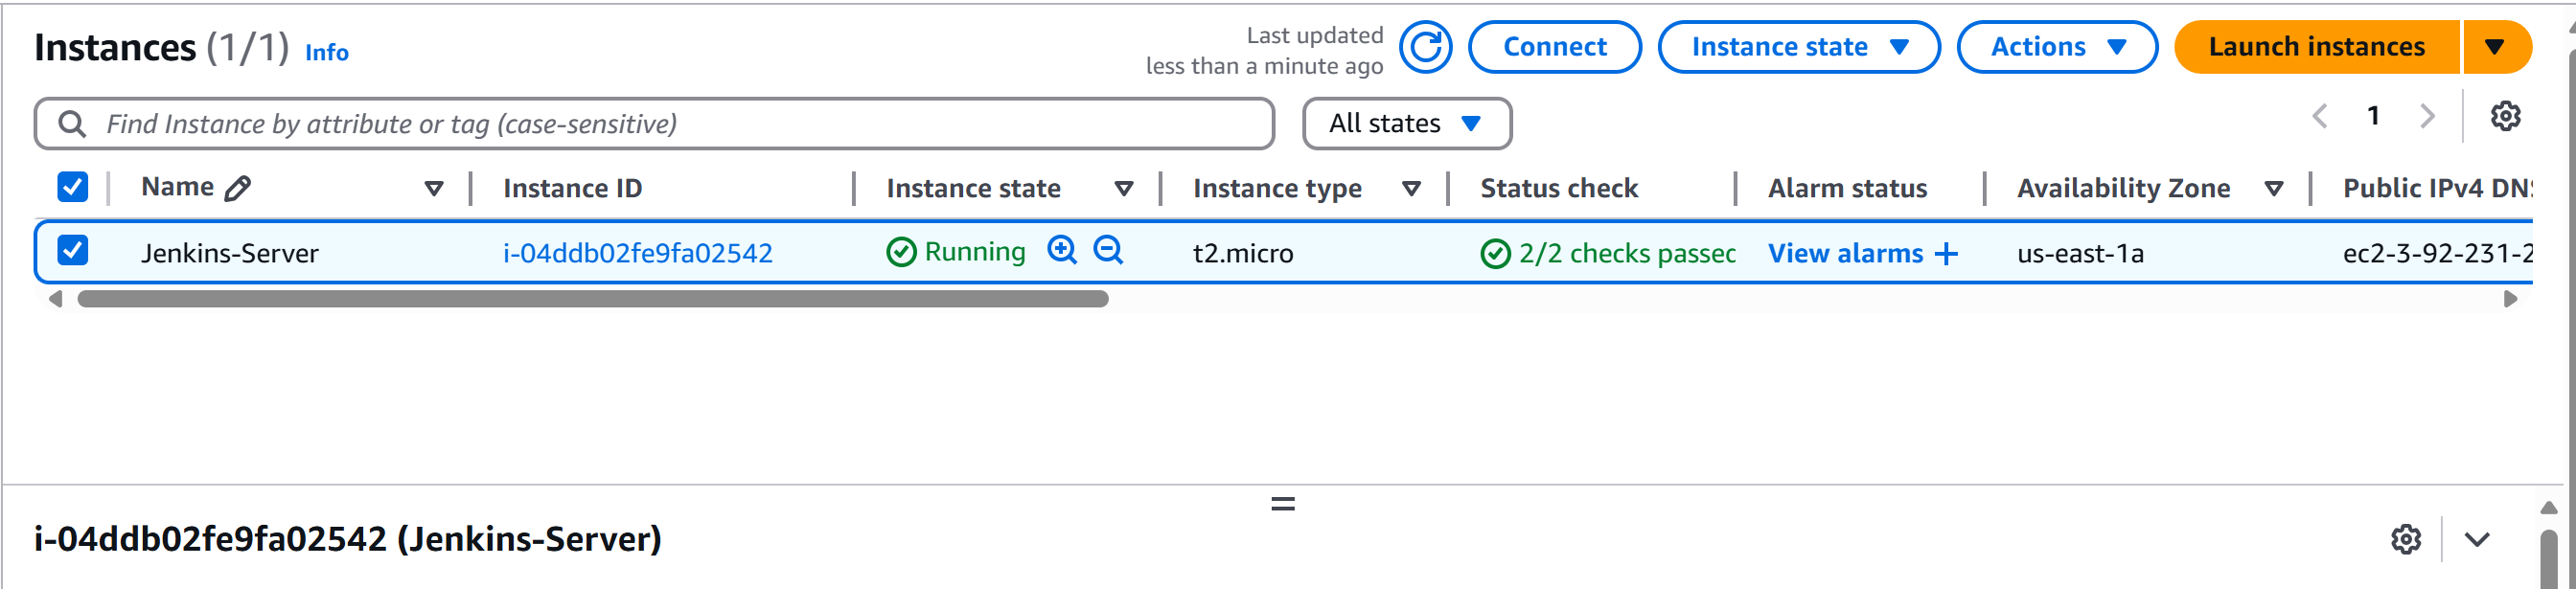 Instances (1/1) Info
Last updated
less than a minute ago
Connect
Instance state
Actions
Launch instances
Find Instance by attribute or tag (case-sensitive)
All states
1
Name Instance ID Instance state Instance type Status check Alarm status Availability Zone Public IPv4 DNS
Jenkins-Server i-04ddb02fe9fa02542 Running t2.micro 2/2 checks passed View alarms + us-east-1a ec2-3-92-231-2
i-04ddb02fe9fa02542 (Jenkins-Server)